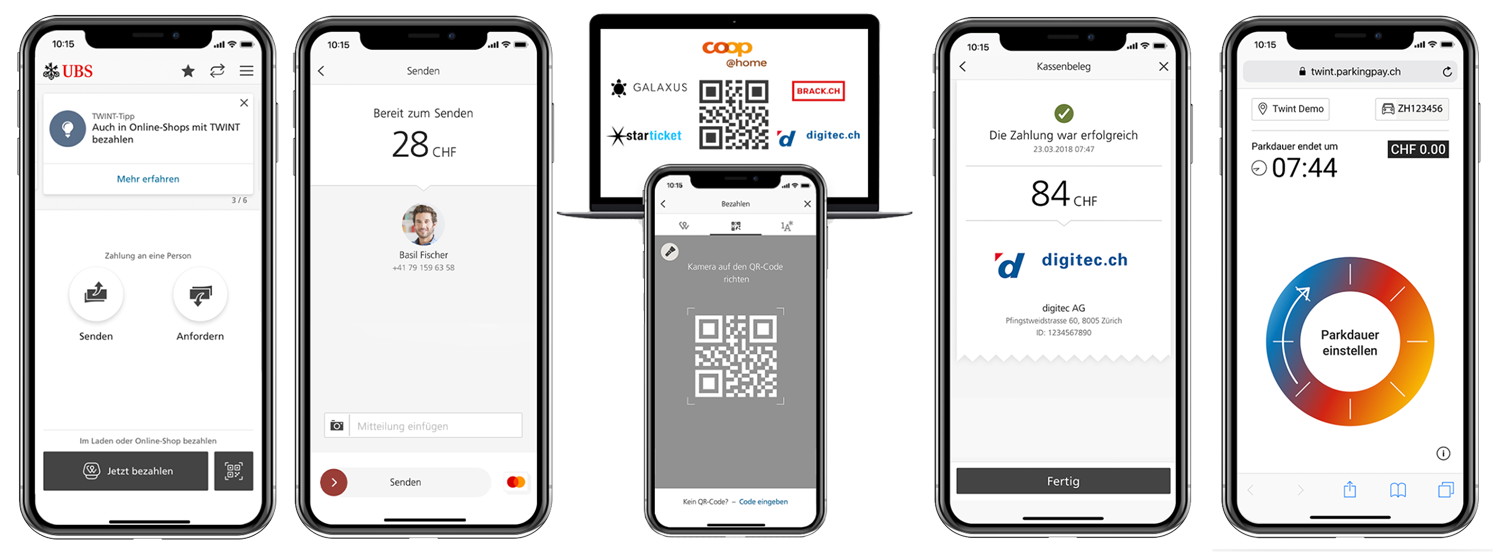 10:15
UBS
TWINT-Tipp
Auch in Online-Shops mit TWINT
bezahlen
Mehr erfahren
3 / 6
Zahlung an eine Person
Senden
Anfordern
Im Laden oder Online-Shop bezahlen
Jetzt bezahlen
10:15
Senden
Bereit zum Senden
28 CHF
Basil Fischer
+41 79 159 63 58
Mitteilung einfügen
Senden
coop
@home
GALAXUS
BRACK.CH
starticket
digitec.ch
10:15
Bezahlen
1A*
Kamera auf den QR-Code
richten
Kein QR-Code? – Code eingeben
10:15
Kassenbeleg
Die Zahlung war erfolgreich
23.03.2018 07:47
84 CHF
d digitec.ch
digitec AG
Pfingstweidstrasse 60, 8005 Zürich
ID: 1234567890
Fertig
10:15
twint.parkingpay.ch
Twint Demo
ZH123456
Parkdauer endet um
07:44
CHF 0.00
Parkdauer
einstellen